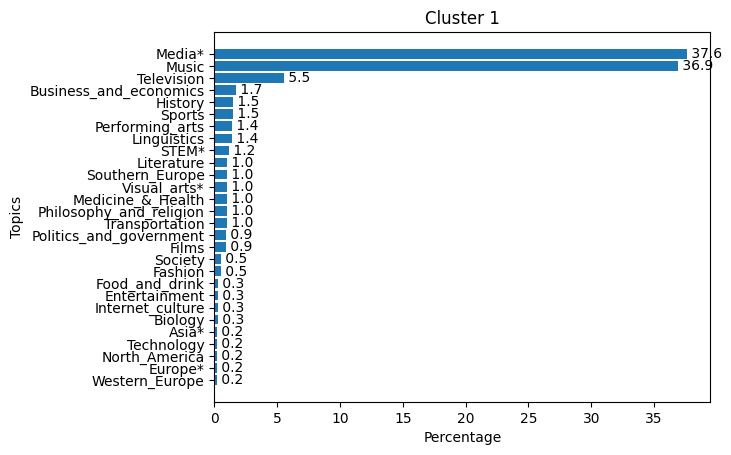 Cluster 1
Media* 37.6
Music 36.9
Television 5.5
Business_and_economics 1.7
History 1.5
Sports 1.5
Performing_arts 1.4
Linguistics 1.4
STEM* 1.2
Literature 1.0
Southern_Europe 1.0
Visual_arts* 1.0
Medicine_&_Health 1.0
Philosophy_and_religion 1.0
Transportation 1.0
Politics_and_government 0.9
Films 0.9
Society 0.5
Fashion 0.5
Food_and_drink 0.3
Entertainment 0.3
Internet_culture 0.3
Biology 0.3
Asia* 0.2
Technology 0.2
North_America 0.2
Europe* 0.2
Western_Europe 0.2
Topics
0 5 10 15 20 25 30 35
Percentage